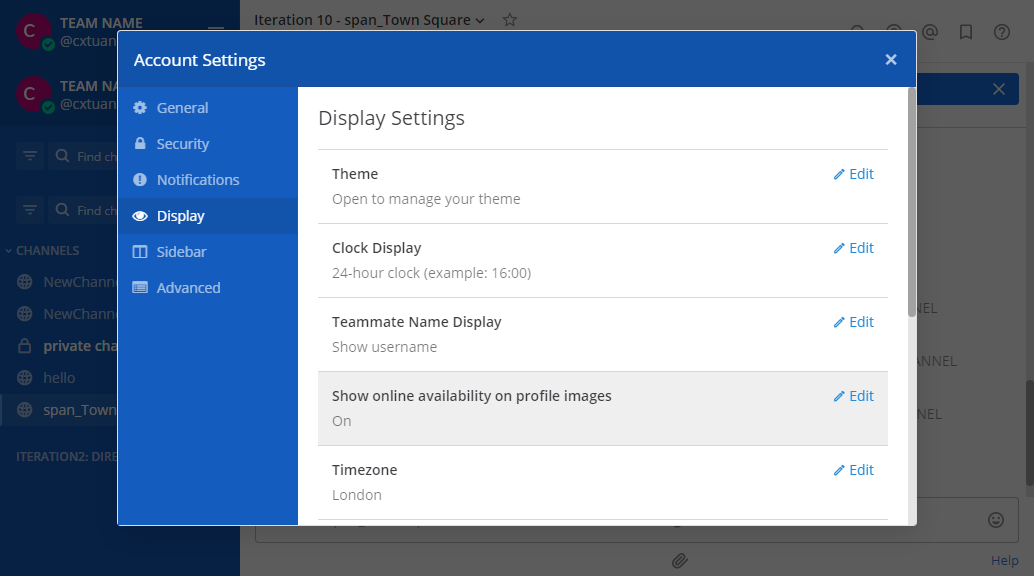 TEAM NAME
@cxtuan
Iteration 10 - span_Town Square
TEAM NA
@cxtuan
Find ch
Find ch
CHANNELS
NewChann
NewChann
private cha
hello
span_Town
ITERATION2: DIRE
Account Settings
General
Security
Notifications
Display
Sidebar
Advanced
Display Settings
Theme
Edit
Open to manage your theme
Clock Display
Edit
24-hour clock (example: 16:00)
Teammate Name Display
Edit
Show username
Show online availability on profile images
Edit
On
Timezone
Edit
London
NEL
ANNEL
NEL
Help